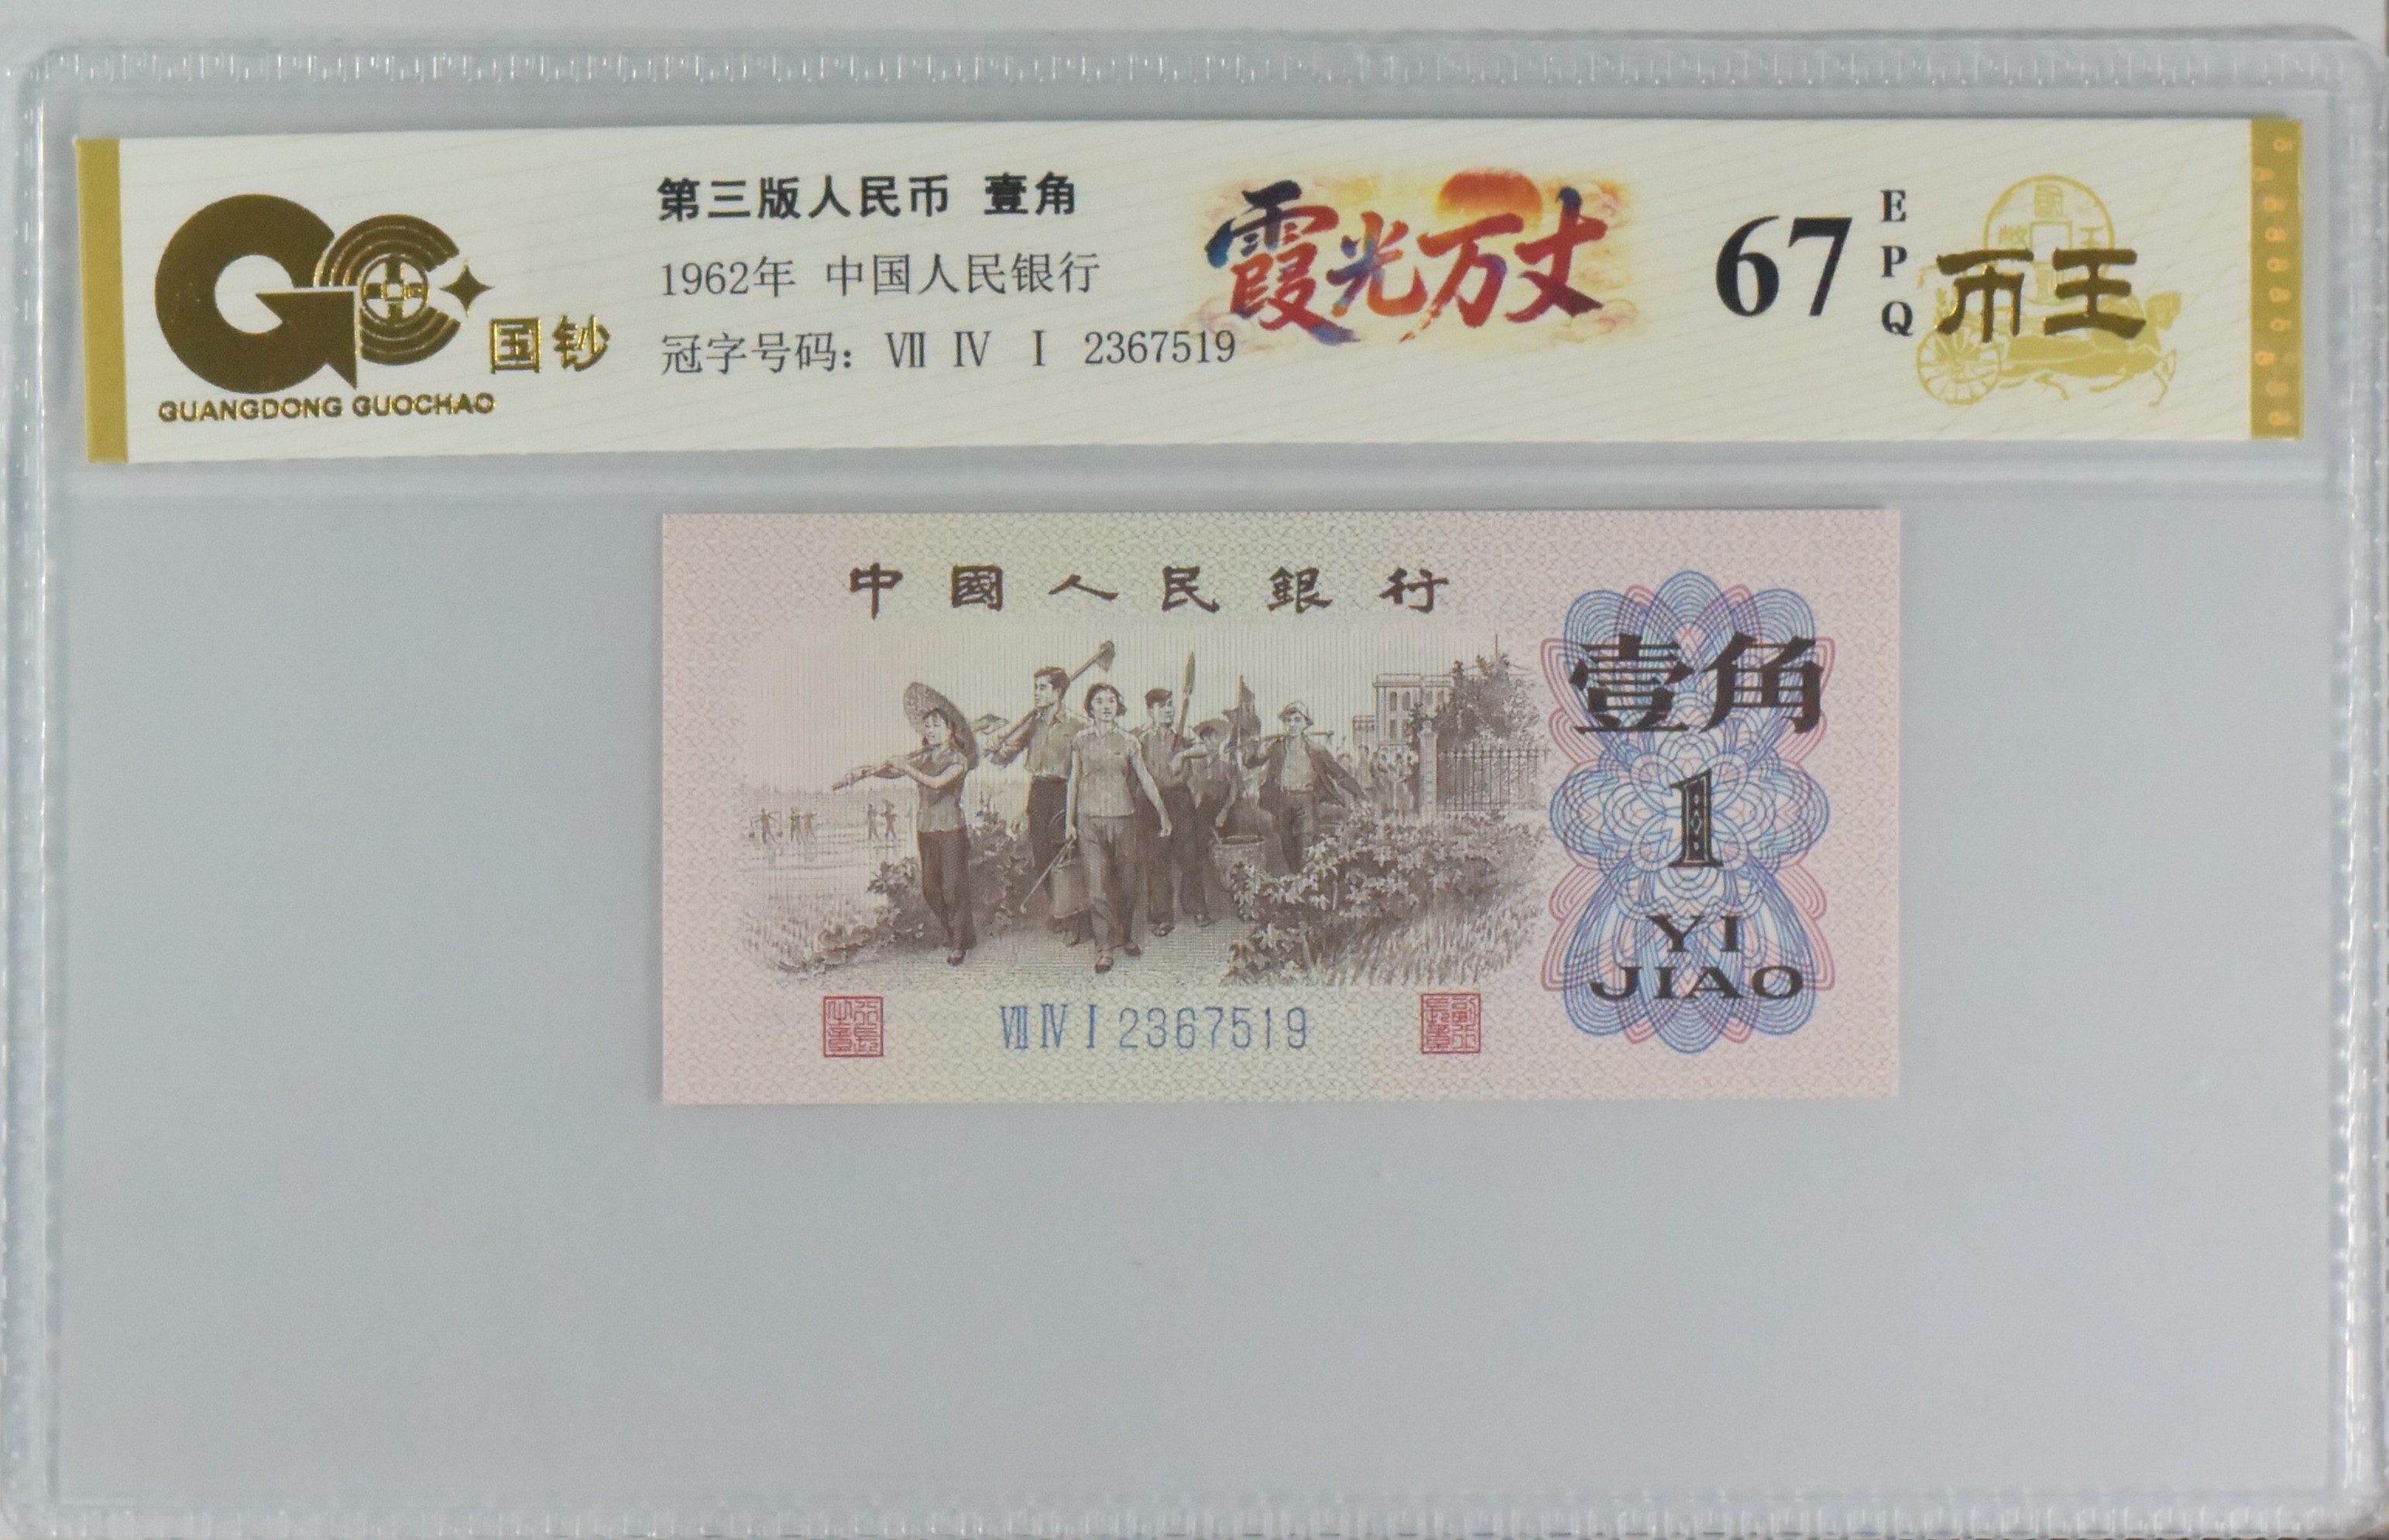 第三版人民币 壹角
1962年 中国人民银行
冠字号码：Ⅶ Ⅳ Ⅰ 2367519
国钞
GUANGDONG GUOCHAO
霞光万丈
67
EPQ
币王
中國人民銀行
壹角
1
YI
JIAO
Ⅶ Ⅳ Ⅰ 2367519